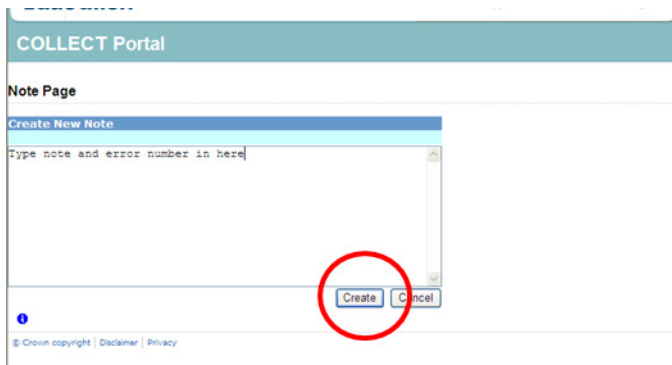 COLLECT Portal
Note Page
Create New Note
Type note and error number in here
Create Cancel
© Crown copyright | Disclaimer | Privacy